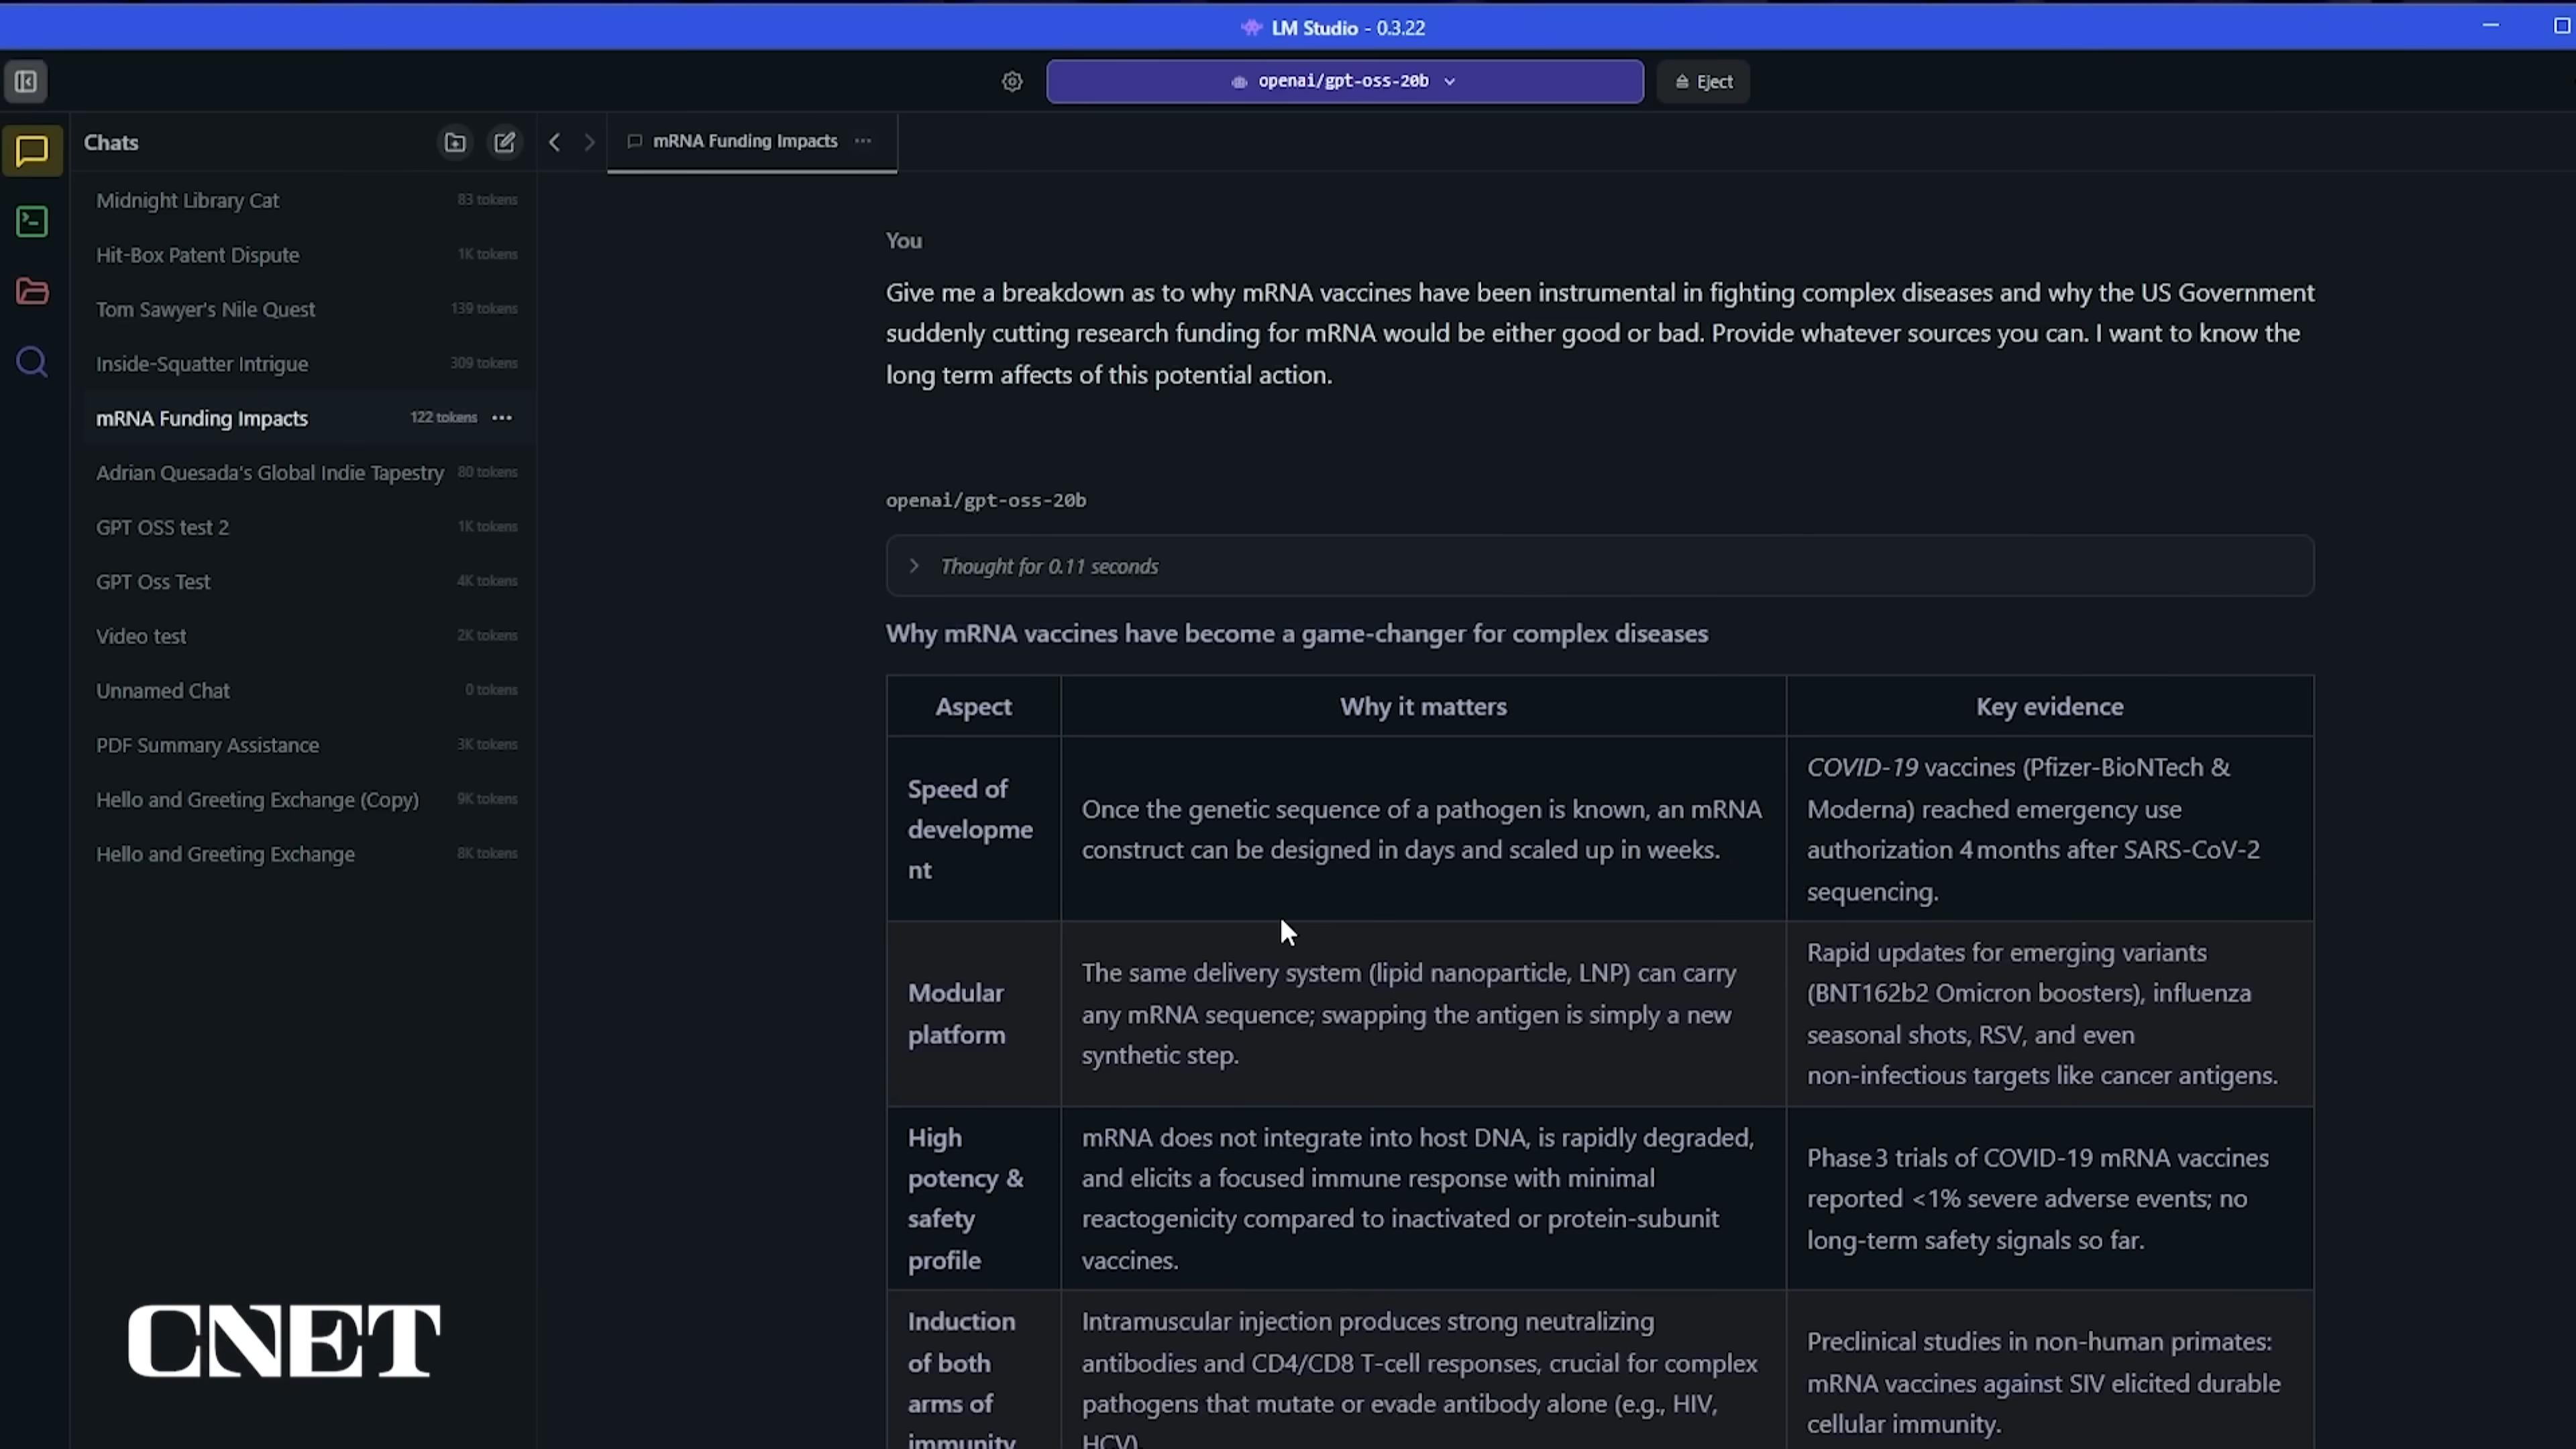 LM Studio - 0.3.22
openai/gpt-oss-20b
Eject
Chats
mRNA Funding Impacts
Midnight Library Cat 83 tokens
Hit-Box Patent Dispute 1K tokens
Tom Sawyer's Nile Quest 139 tokens
Inside-Squatter Intrigue 309 tokens
mRNA Funding Impacts 122 tokens
Adrian Quesada's Global Indie Tapestry 80 tokens
GPT OSS test 2 1K tokens
GPT Oss Test 4K tokens
Video test 2K tokens
Unnamed Chat 0 tokens
PDF Summary Assistance 3K tokens
Hello and Greeting Exchange (Copy) 9K tokens
Hello and Greeting Exchange 8K tokens
CNET
You
Give me a breakdown as to why mRNA vaccines have been instrumental in fighting complex diseases and why the US Government
suddenly cutting research funding for mRNA would be either good or bad. Provide whatever sources you can. I want to know the
long term affects of this potential action.
openai/gpt-oss-20b
Thought for 0.11 seconds
Why mRNA vaccines have become a game-changer for complex diseases
Aspect
Why it matters
Key evidence
Speed of
developme
nt
Once the genetic sequence of a pathogen is known, an mRNA
construct can be designed in days and scaled up in weeks.
COVID-19 vaccines (Pfizer-BioNTech &
Moderna) reached emergency use
authorization 4 months after SARS-CoV-2
sequencing.
Modular
platform
The same delivery system (lipid nanoparticle, LNP) can carry
any mRNA sequence; swapping the antigen is simply a new
synthetic step.
Rapid updates for emerging variants
(BNT162b2 Omicron boosters), influenza
seasonal shots, RSV, and even
non-infectious targets like cancer antigens.
High
potency &
safety
profile
mRNA does not integrate into host DNA, is rapidly degraded,
and elicits a focused immune response with minimal
reactogenicity compared to inactivated or protein-subunit
vaccines.
Phase 3 trials of COVID-19 mRNA vaccines
reported <1% severe adverse events; no
long-term safety signals so far.
Induction
of both
arms of
immunity
Intramuscular injection produces strong neutralizing
antibodies and CD4/CD8 T-cell responses, crucial for complex
pathogens that mutate or evade antibody alone (e.g., HIV,
HCV).
Preclinical studies in non-human primates:
mRNA vaccines against SIV elicited durable
cellular immunity.